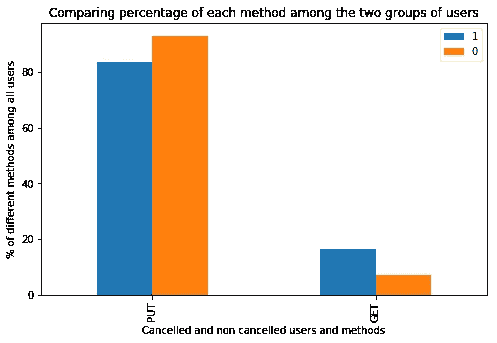 Comparing percentage of each method among the two groups of users
1
0
% of different methods among all users
80
60
40
20
0
PUT
GET
Cancelled and non cancelled users and methods